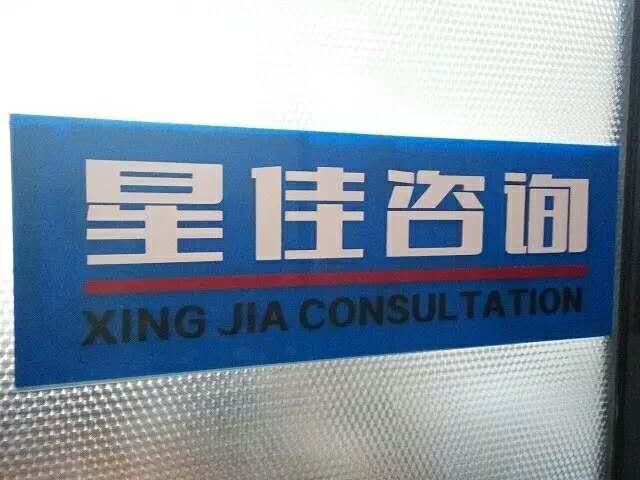 星佳咨询
XING JIA CONSULTATION